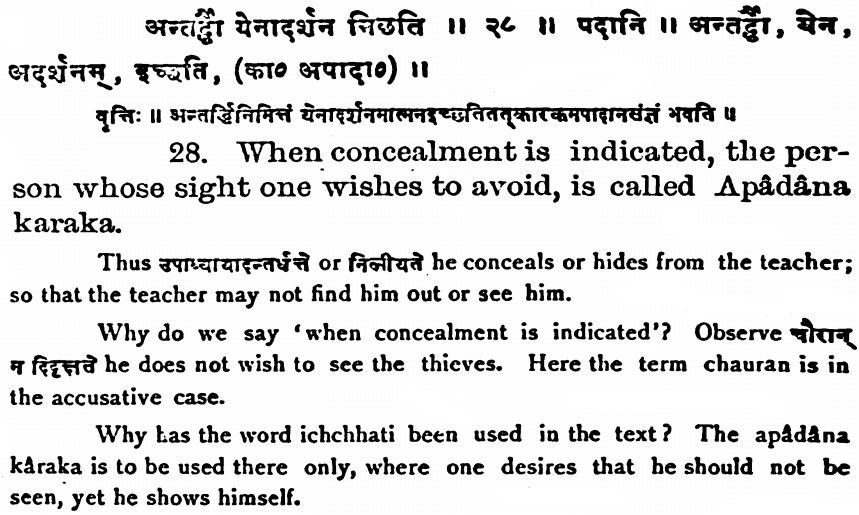 अन्तर्द्धौ येनादर्शन मिच्छति ॥ २८ ॥ पदानि ॥ अन्तर्द्धौ, येन,
अदर्शनम्, इच्छति, (का० अपादा०) ॥
वृत्तिः ॥ अन्तर्द्धिनिमित्तं येनादर्शनमात्मनइच्छतितत्कारकमपादानसंज्ञं भवति ॥
28. When concealment is indicated, the per-
son whose sight one wishes to avoid, is called Apâdâna
karaka.
Thus उपाध्यायादन्तर्धत्ते or निलीयते he conceals or hides from the teacher;
so that the teacher may not find him out or see him.
Why do we say ‘when concealment is indicated’? Observe चौरान्
न दिदृक्षते he does not wish to see the thieves. Here the term chauran is in
the accusative case.
Why has the word ichchhati been used in the text? The apâdâna
kâraka is to be used there only, where one desires that he should not be
seen, yet he shows himself.